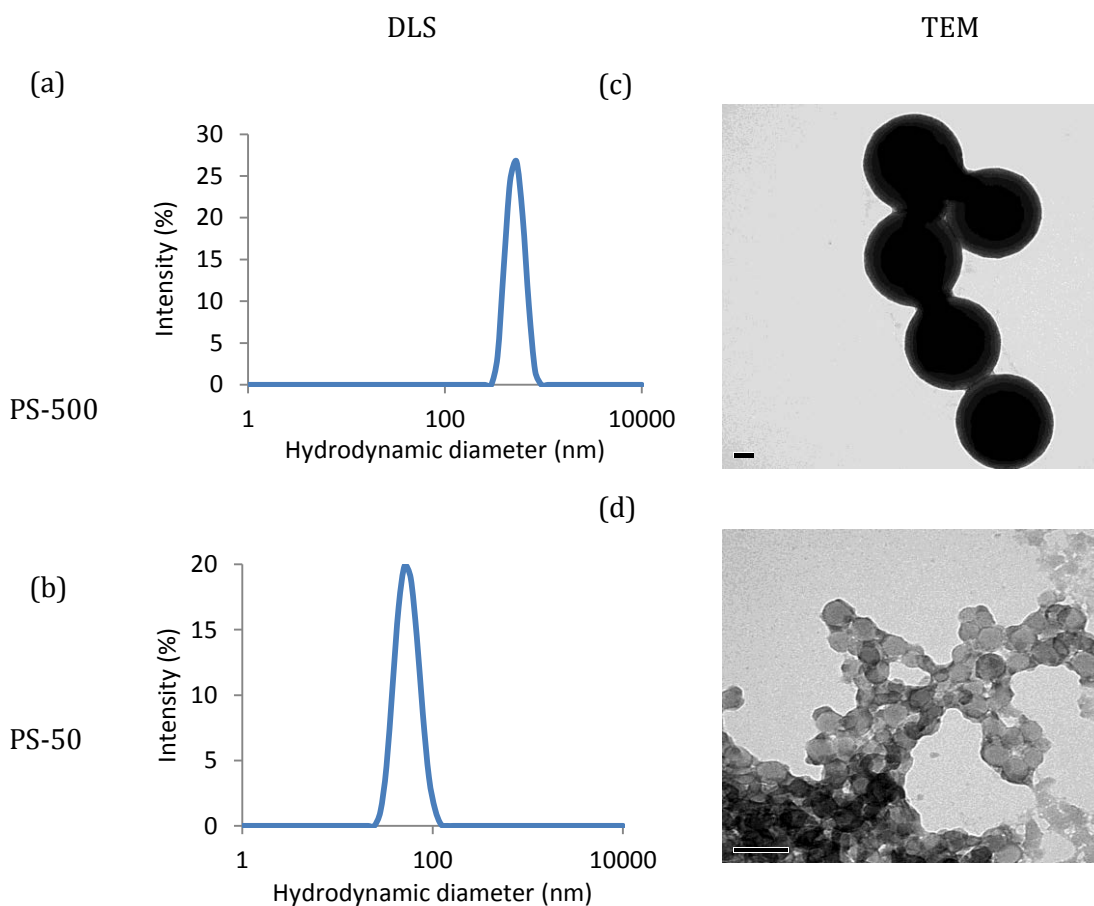 DLS TEM
(a) (c)
Intensity (%)
30
25
20
15
10
5
0
1 100 10000
Hydrodynamic diameter (nm)
PS-500
(d)
(b)
Intensity (%)
20
15
10
5
0
1 100 10000
Hydrodynamic diameter (nm)
PS-50